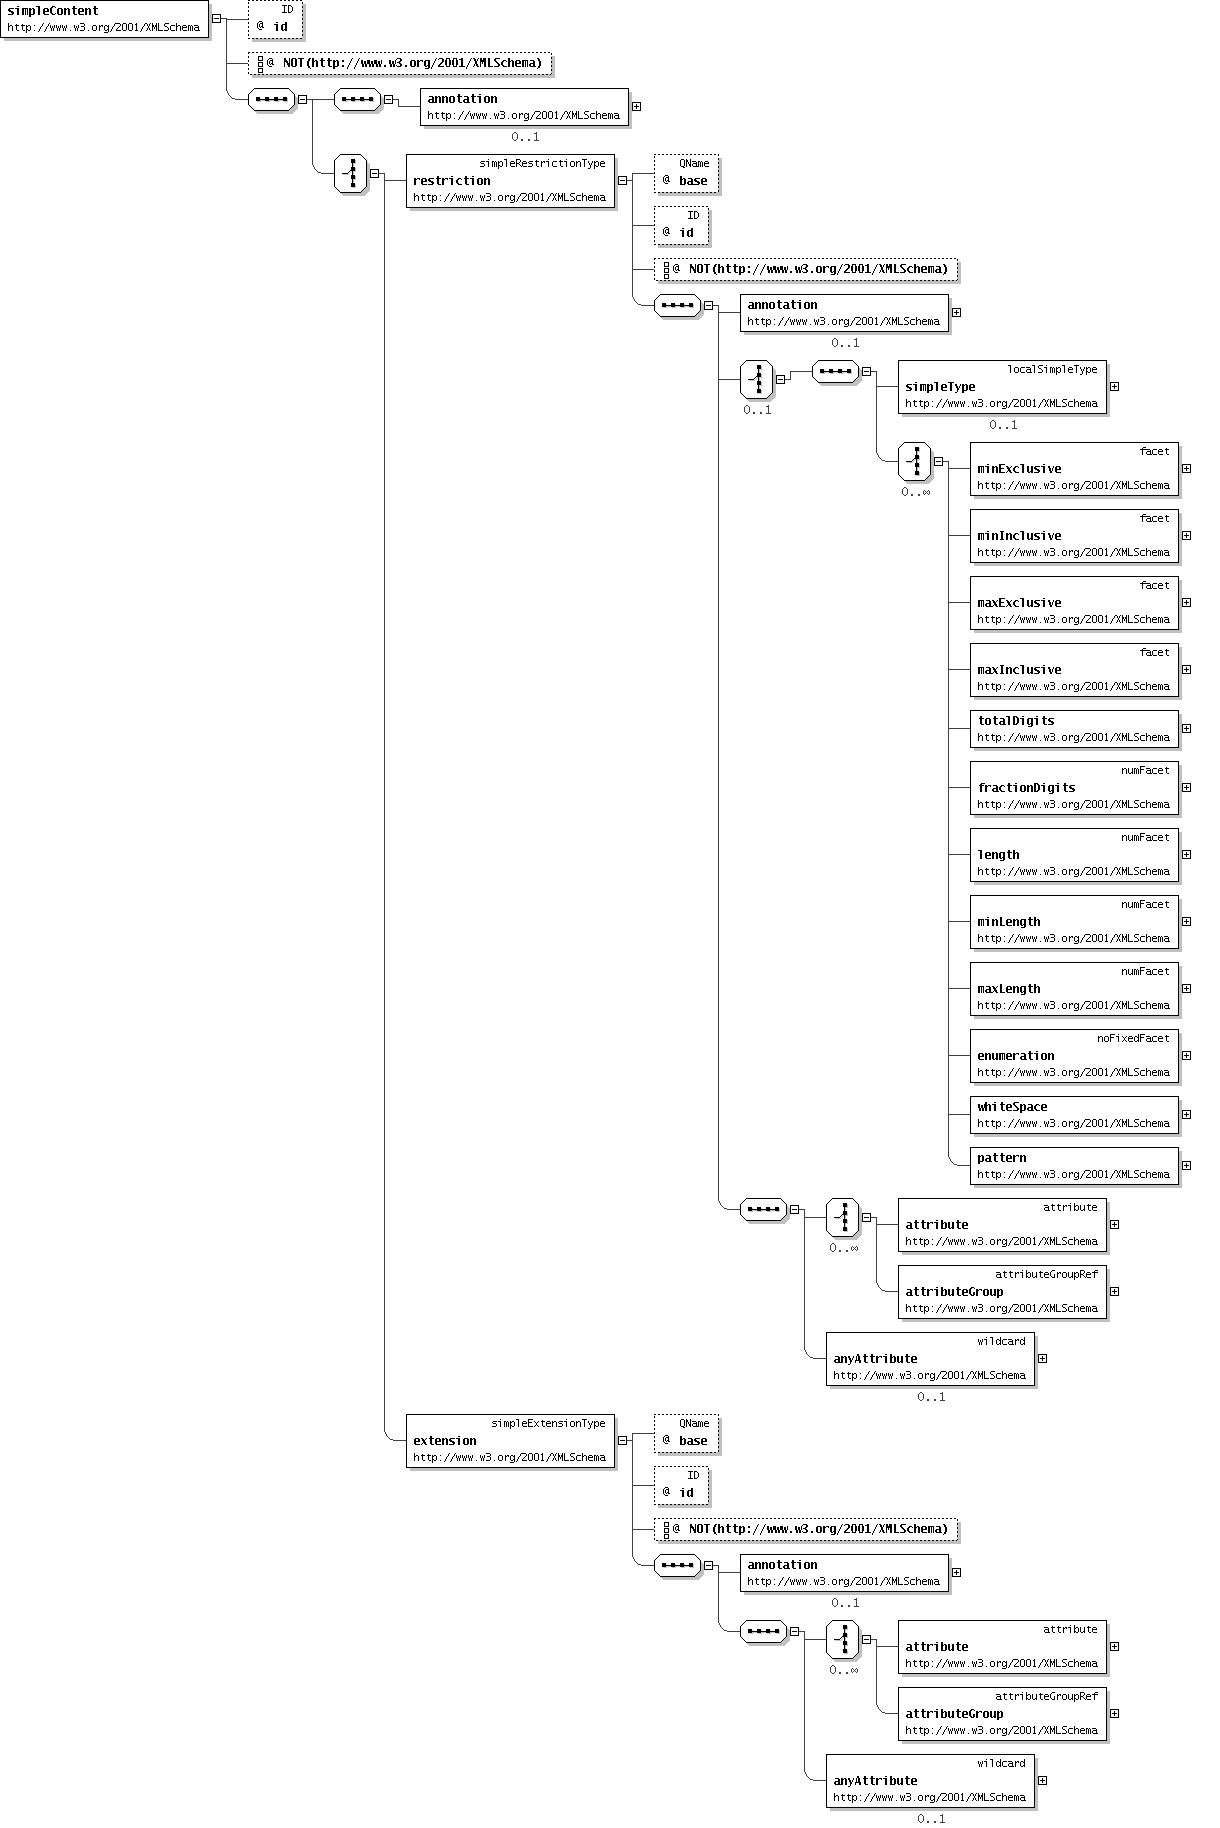 simpleContent
http://www.w3.org/2001/XMLSchema
ID
@ id
@ NOT(http://www.w3.org/2001/XMLSchema)
annotation
http://www.w3.org/2001/XMLSchema
0..1
simpleRestrictionType
restriction
http://www.w3.org/2001/XMLSchema
QName
@ base
ID
@ id
@ NOT(http://www.w3.org/2001/XMLSchema)
annotation
http://www.w3.org/2001/XMLSchema
0..1
0..1
localSimpleType
simpleType
http://www.w3.org/2001/XMLSchema
0..1
0..∞
facet
minExclusive
http://www.w3.org/2001/XMLSchema
facet
minInclusive
http://www.w3.org/2001/XMLSchema
facet
maxExclusive
http://www.w3.org/2001/XMLSchema
facet
maxInclusive
http://www.w3.org/2001/XMLSchema
totalDigits
http://www.w3.org/2001/XMLSchema
numFacet
fractionDigits
http://www.w3.org/2001/XMLSchema
numFacet
length
http://www.w3.org/2001/XMLSchema
numFacet
minLength
http://www.w3.org/2001/XMLSchema
numFacet
maxLength
http://www.w3.org/2001/XMLSchema
noFixedFacet
enumeration
http://www.w3.org/2001/XMLSchema
whiteSpace
http://www.w3.org/2001/XMLSchema
pattern
http://www.w3.org/2001/XMLSchema
0..∞
attribute
attribute
http://www.w3.org/2001/XMLSchema
attributeGroupRef
attributeGroup
http://www.w3.org/2001/XMLSchema
wildcard
anyAttribute
http://www.w3.org/2001/XMLSchema
0..1
simpleExtensionType
extension
http://www.w3.org/2001/XMLSchema
QName
@ base
ID
@ id
@ NOT(http://www.w3.org/2001/XMLSchema)
annotation
http://www.w3.org/2001/XMLSchema
0..1
0..∞
attribute
attribute
http://www.w3.org/2001/XMLSchema
attributeGroupRef
attributeGroup
http://www.w3.org/2001/XMLSchema
wildcard
anyAttribute
http://www.w3.org/2001/XMLSchema
0..1